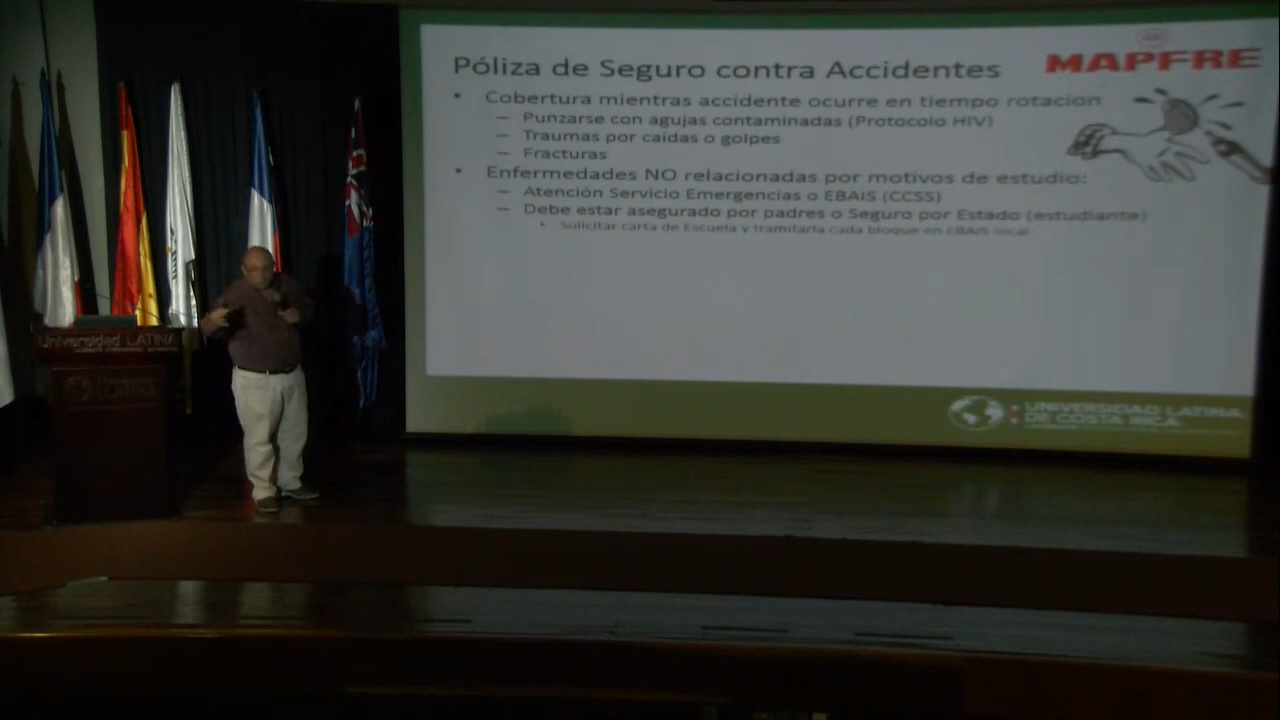 Póliza de Seguro contra Accidentes
MAPFRE
• Cobertura mientras accidente ocurre en tiempo rotacion
– Punzarse con agujas contaminadas (Protocolo HIV)
– Traumas por caídas o golpes
– Fracturas
• Enfermedades NO relacionadas por motivos de estudio:
– Atención Servicio Emergencias o EBAIS (CCSS)
– Debe estar asegurado por padres o Seguro por Estado (estudiante)
• Solicitar carta de Escuela y tramitarla cada bloque en EBAIS local
Universidad LATINA
UNIVERSIDAD LATINA
DE COSTA RICA